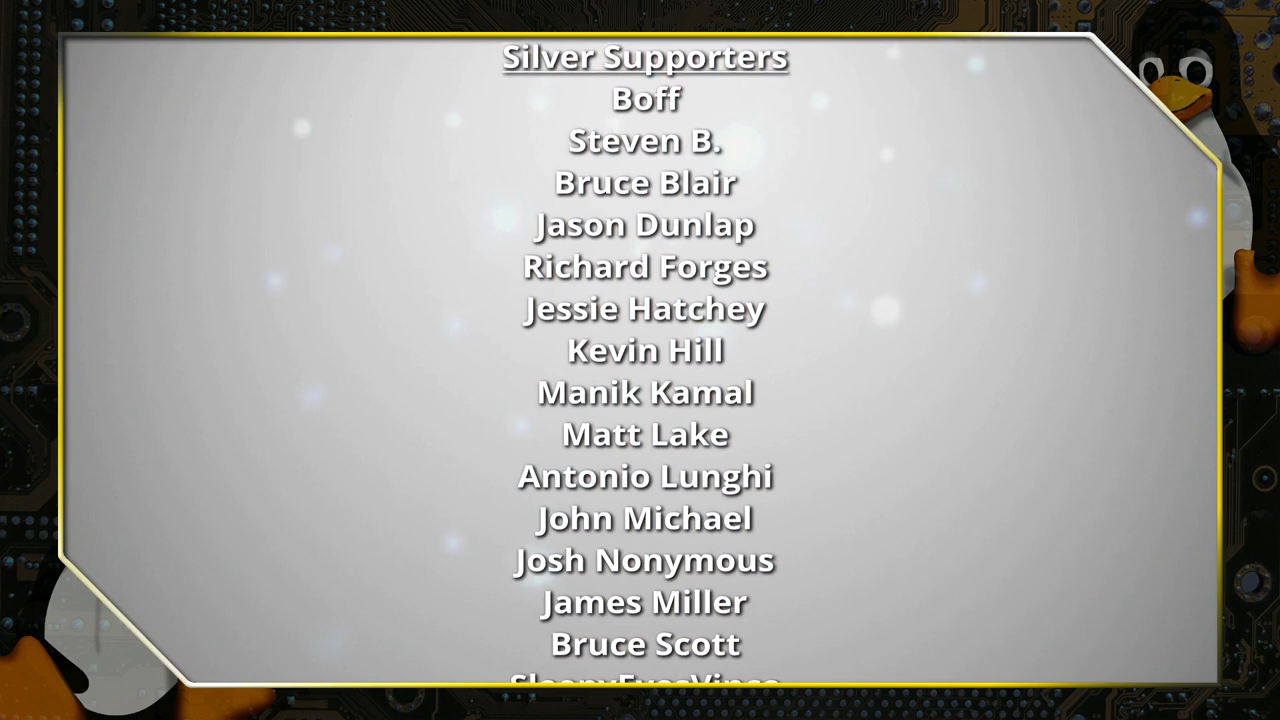 Silver Supporters
Boff
Steven B.
Bruce Blair
Jason Dunlap
Richard Forges
Jessie Hatchey
Kevin Hill
Manik Kamal
Matt Lake
Antonio Lunghi
John Michael
Josh Nonymous
James Miller
Bruce Scott